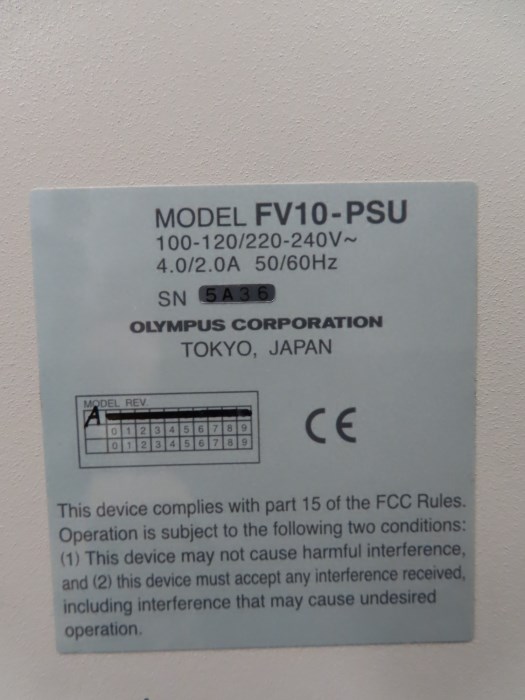 MODEL FV10-PSU
100-120/220-240V~
4.0/2.0A 50/60Hz
SN 5A36
OLYMPUS CORPORATION
TOKYO, JAPAN
MODEL REV.
A
0 1 2 3 4 5 6 7 8 9
0 1 2 3 4 5 6 7 8 9
CE
This device complies with part 15 of the FCC Rules.
Operation is subject to the following two conditions:
(1) This device may not cause harmful interference,
and (2) this device must accept any interference received,
including interference that may cause undesired
operation.